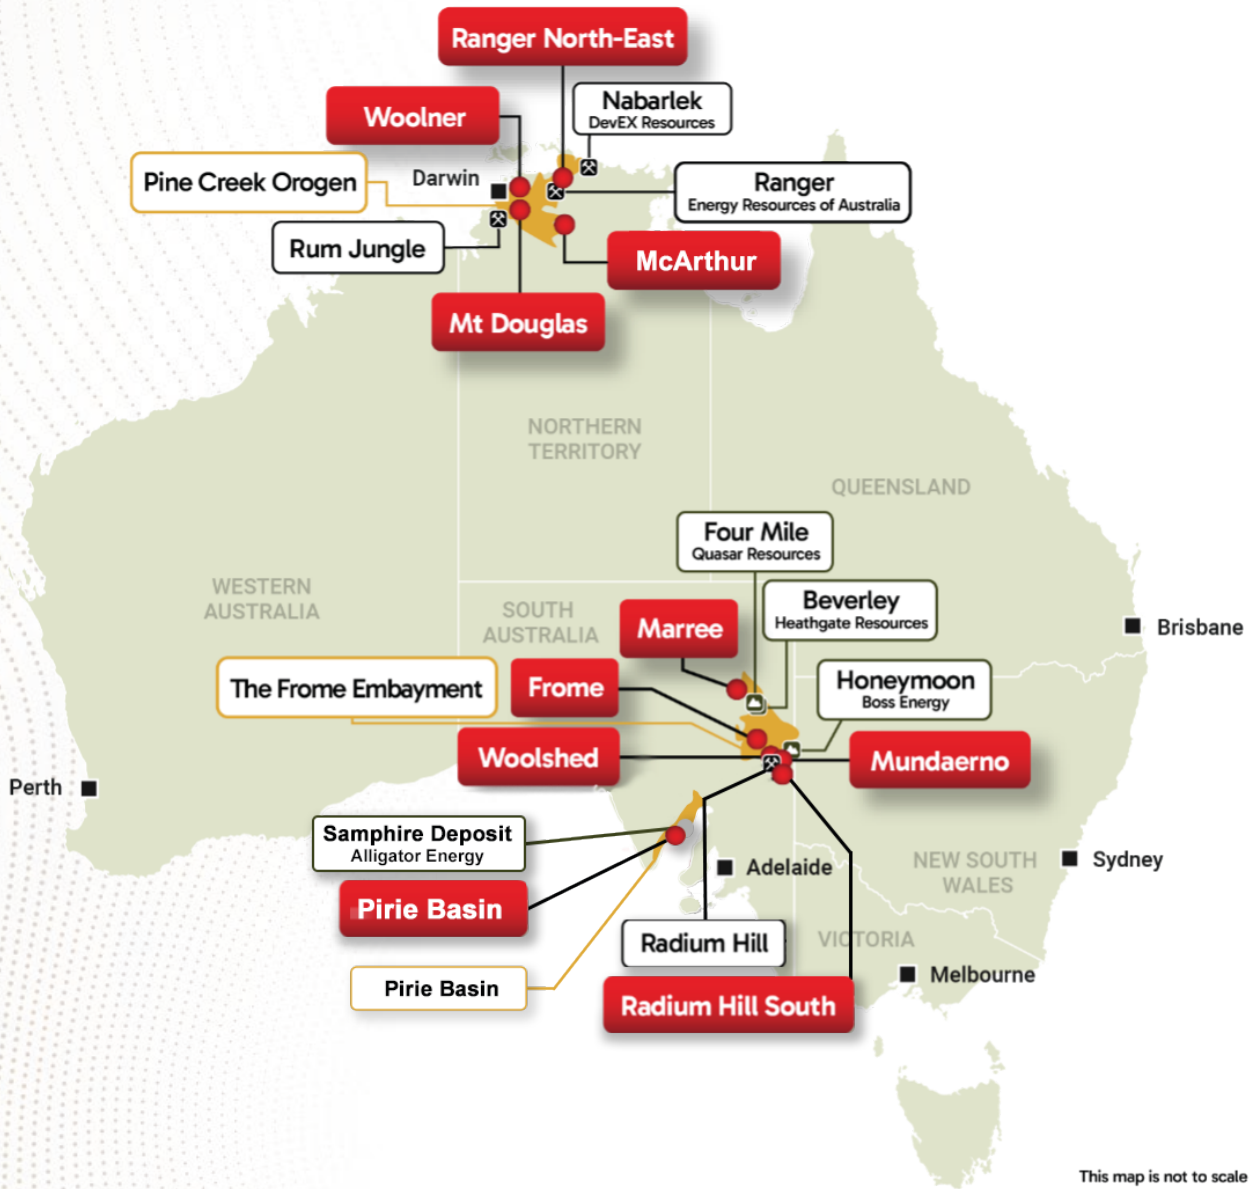 Ranger North-East
Nabarlek
DevEX Resources
Woolner
Pine Creek Orogen
Darwin
Ranger
Energy Resources of Australia
Rum Jungle
McArthur
Mt Douglas
NORTHERN
TERRITORY
QUEENSLAND
Four Mile
Quasar Resources
WESTERN
AUSTRALIA
SOUTH
AUSTRALIA
Marree
Beverley
Heathgate Resources
Brisbane
The Frome Embayment
Frome
Honeymoon
Boss Energy
Woolshed
Mundaerno
Perth
Samphire Deposit
Alligator Energy
Adelaide
NEW SOUTH
WALES
Sydney
Pirie Basin
Radium Hill
VICTORIA
Pirie Basin
Melbourne
Radium Hill South
This map is not to scale